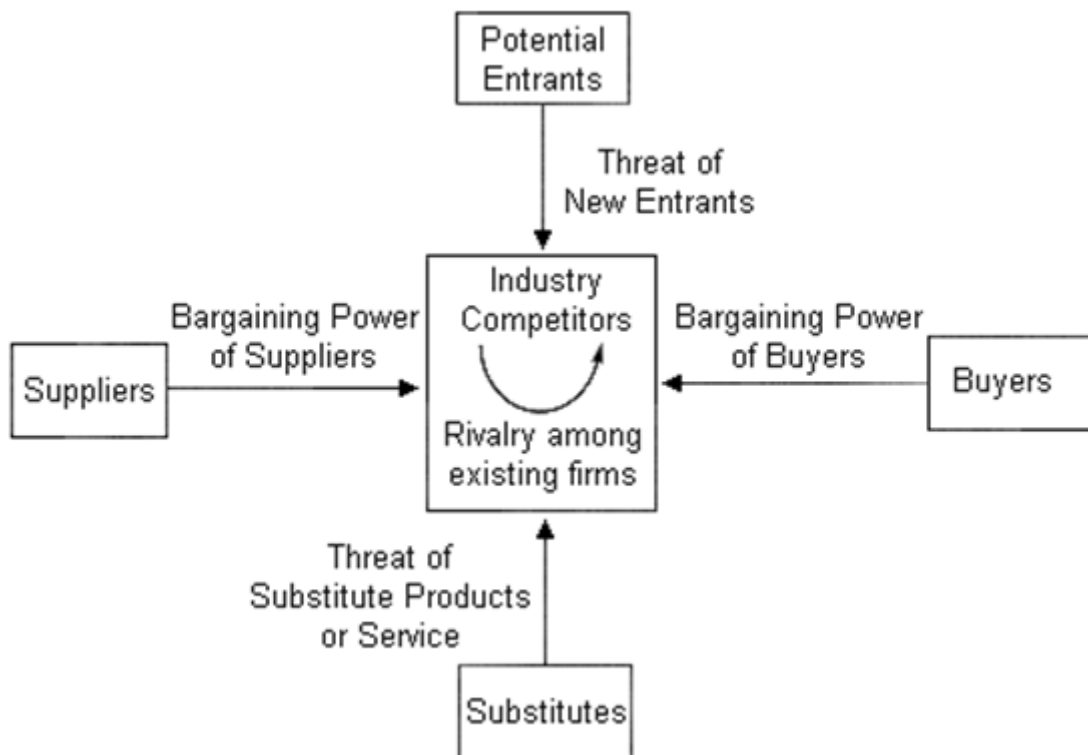 Potential
Entrants
Threat of
New Entrants
Industry
Competitors
Bargaining Power
of Suppliers
Bargaining Power
of Buyers
Suppliers
Buyers
Rivalry among
existing firms
Threat of
Substitute Products
or Service
Substitutes